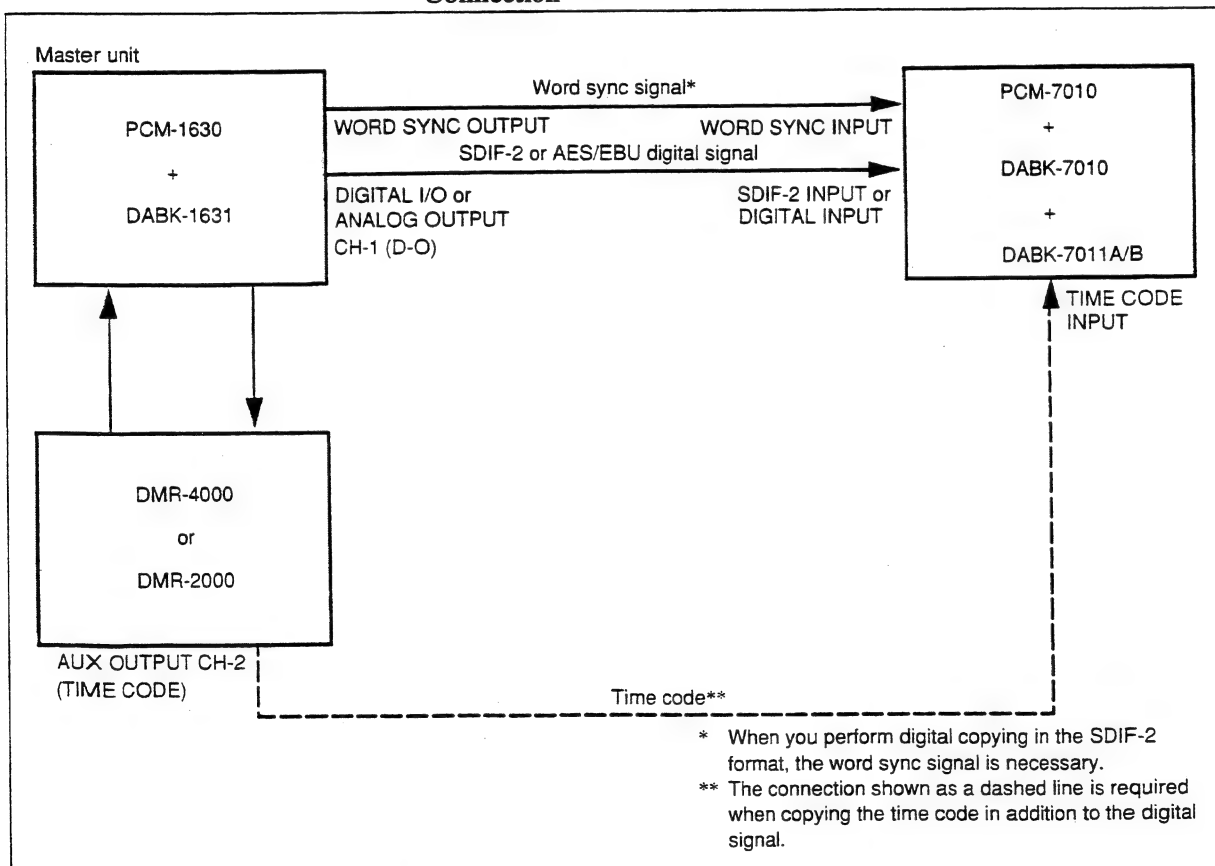 Connection
Master unit
PCM-1630
+
DABK-1631
Word sync signal*
WORD SYNC OUTPUT
WORD SYNC INPUT
SDIF-2 or AES/EBU digital signal
DIGITAL I/O or
ANALOG OUTPUT
CH-1 (D-O)
SDIF-2 INPUT or
DIGITAL INPUT
PCM-7010
+
DABK-7010
+
DABK-7011A/B
TIME CODE
INPUT
DMR-4000
or
DMR-2000
AUX OUTPUT CH-2
(TIME CODE)
Time code**
* When you perform digital copying in the SDIF-2
format, the word sync signal is necessary.
** The connection shown as a dashed line is required
when copying the time code in addition to the digital
signal.